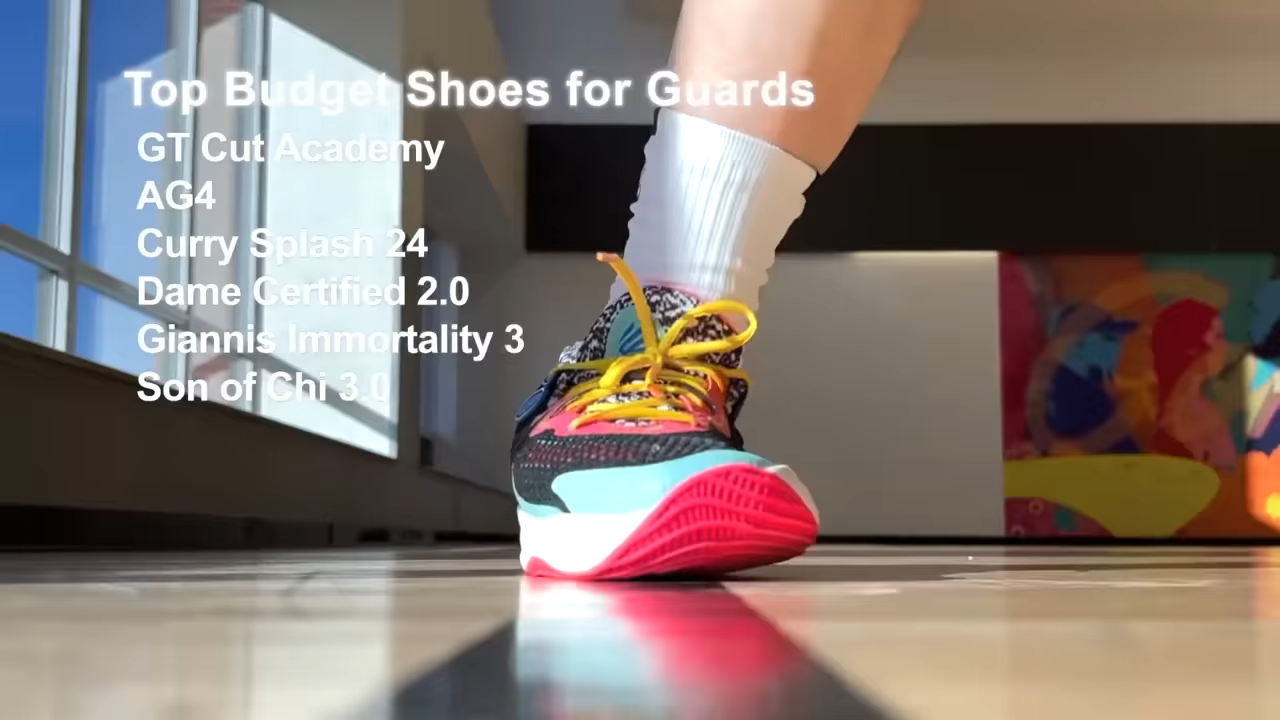 Top Budget Shoes for Guards
GT Cut Academy
AG4
Curry Splash 24
Dame Certified 2.0
Giannis Immortality 3
Son of Chi 3.0